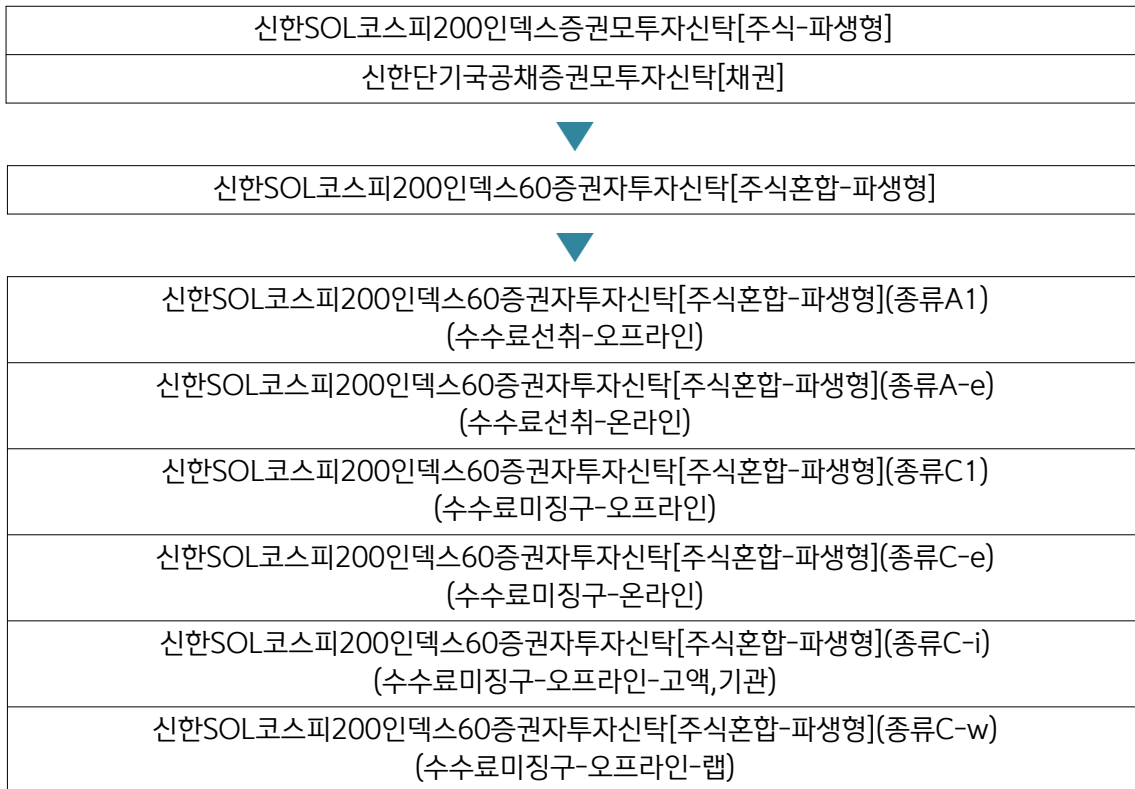 신한SOL코스피200인덱스증권모투자신탁[주식-파생형]
신한단기국공채증권모투자신탁[채권]
신한SOL코스피200인덱스60증권자투자신탁[주식혼합-파생형]
신한SOL코스피200인덱스60증권자투자신탁[주식혼합-파생형](종류A1)
(수수료선취-오프라인)
신한SOL코스피200인덱스60증권자투자신탁[주식혼합-파생형](종류A-e)
(수수료선취-온라인)
신한SOL코스피200인덱스60증권자투자신탁[주식혼합-파생형](종류C1)
(수수료미징구-오프라인)
신한SOL코스피200인덱스60증권자투자신탁[주식혼합-파생형](종류C-e)
(수수료미징구-온라인)
신한SOL코스피200인덱스60증권자투자신탁[주식혼합-파생형](종류C-i)
(수수료미징구-오프라인-고액,기관)
신한SOL코스피200인덱스60증권자투자신탁[주식혼합-파생형](종류C-w)
(수수료미징구-오프라인-랩)